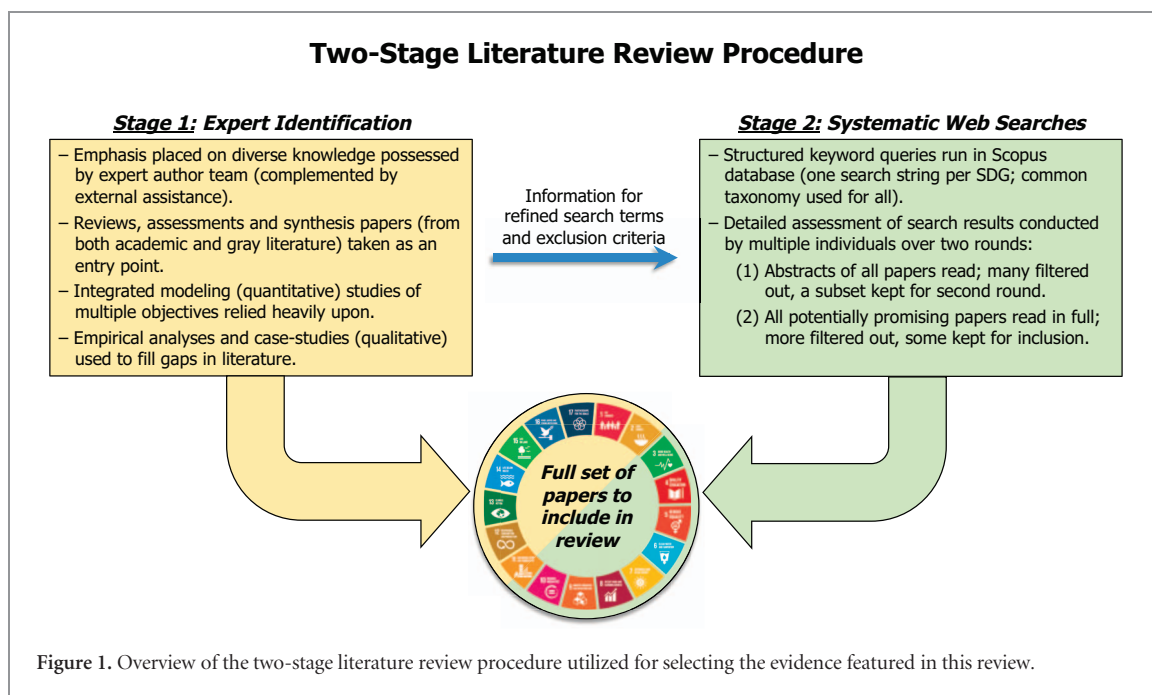 Two-Stage Literature Review Procedure
Stage 1: Expert Identification
– Emphasis placed on diverse knowledge possessed
by expert author team (complemented by
external assistance).
– Reviews, assessments and synthesis papers (from
both academic and gray literature) taken as an
entry point.
– Integrated modeling (quantitative) studies of
multiple objectives relied heavily upon.
– Empirical analyses and case-studies (qualitative)
used to fill gaps in literature.
Information for
refined search terms
and exclusion criteria
Stage 2: Systematic Web Searches
– Structured keyword queries run in Scopus
database (one search string per SDG; common
taxonomy used for all).
– Detailed assessment of search results conducted
by multiple individuals over two rounds:
(1) Abstracts of all papers read; many filtered
out, a subset kept for second round.
(2) All potentially promising papers read in full;
more filtered out, some kept for inclusion.
Full set of
papers to
include in
review
Figure 1. Overview of the two-stage literature review procedure utilized for selecting the evidence featured in this review.